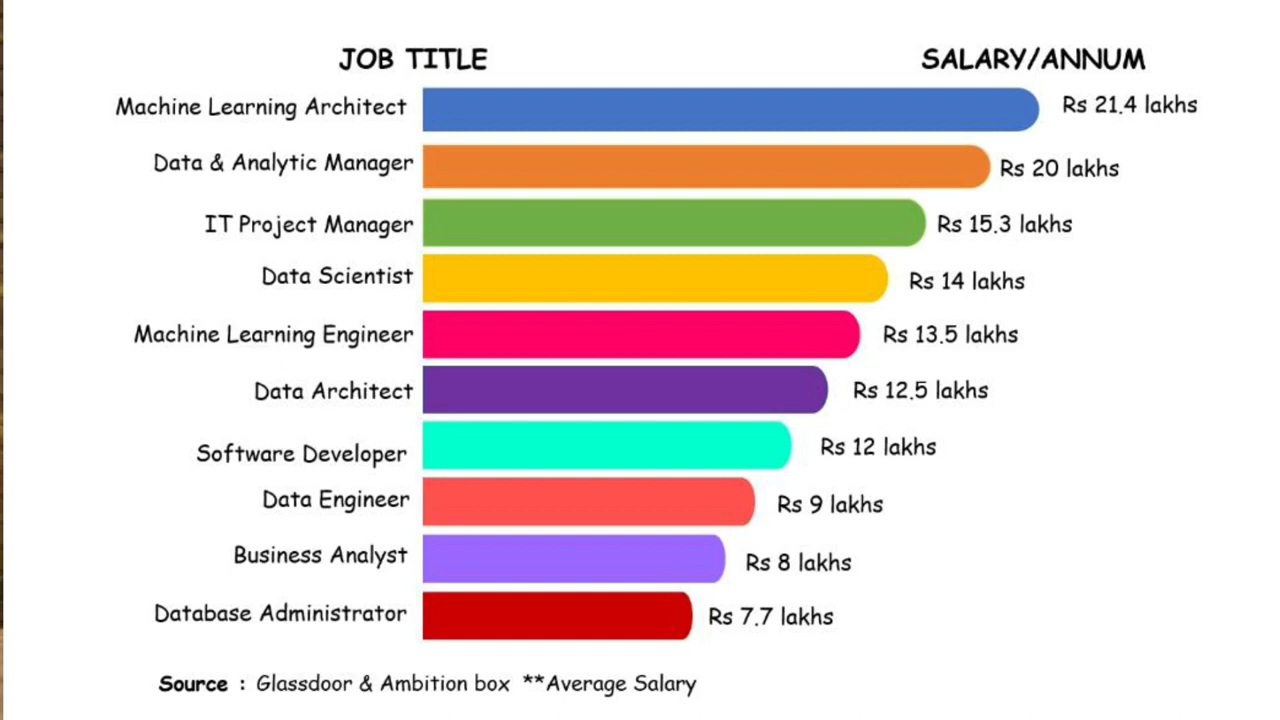 JOB TITLE SALARY/ANNUM
Machine Learning Architect Rs 21.4 lakhs
Data & Analytic Manager Rs 20 lakhs
IT Project Manager Rs 15.3 lakhs
Data Scientist Rs 14 lakhs
Machine Learning Engineer Rs 13.5 lakhs
Data Architect Rs 12.5 lakhs
Software Developer Rs 12 lakhs
Data Engineer Rs 9 lakhs
Business Analyst Rs 8 lakhs
Database Administrator Rs 7.7 lakhs
Source : Glassdoor & Ambition box **Average Salary